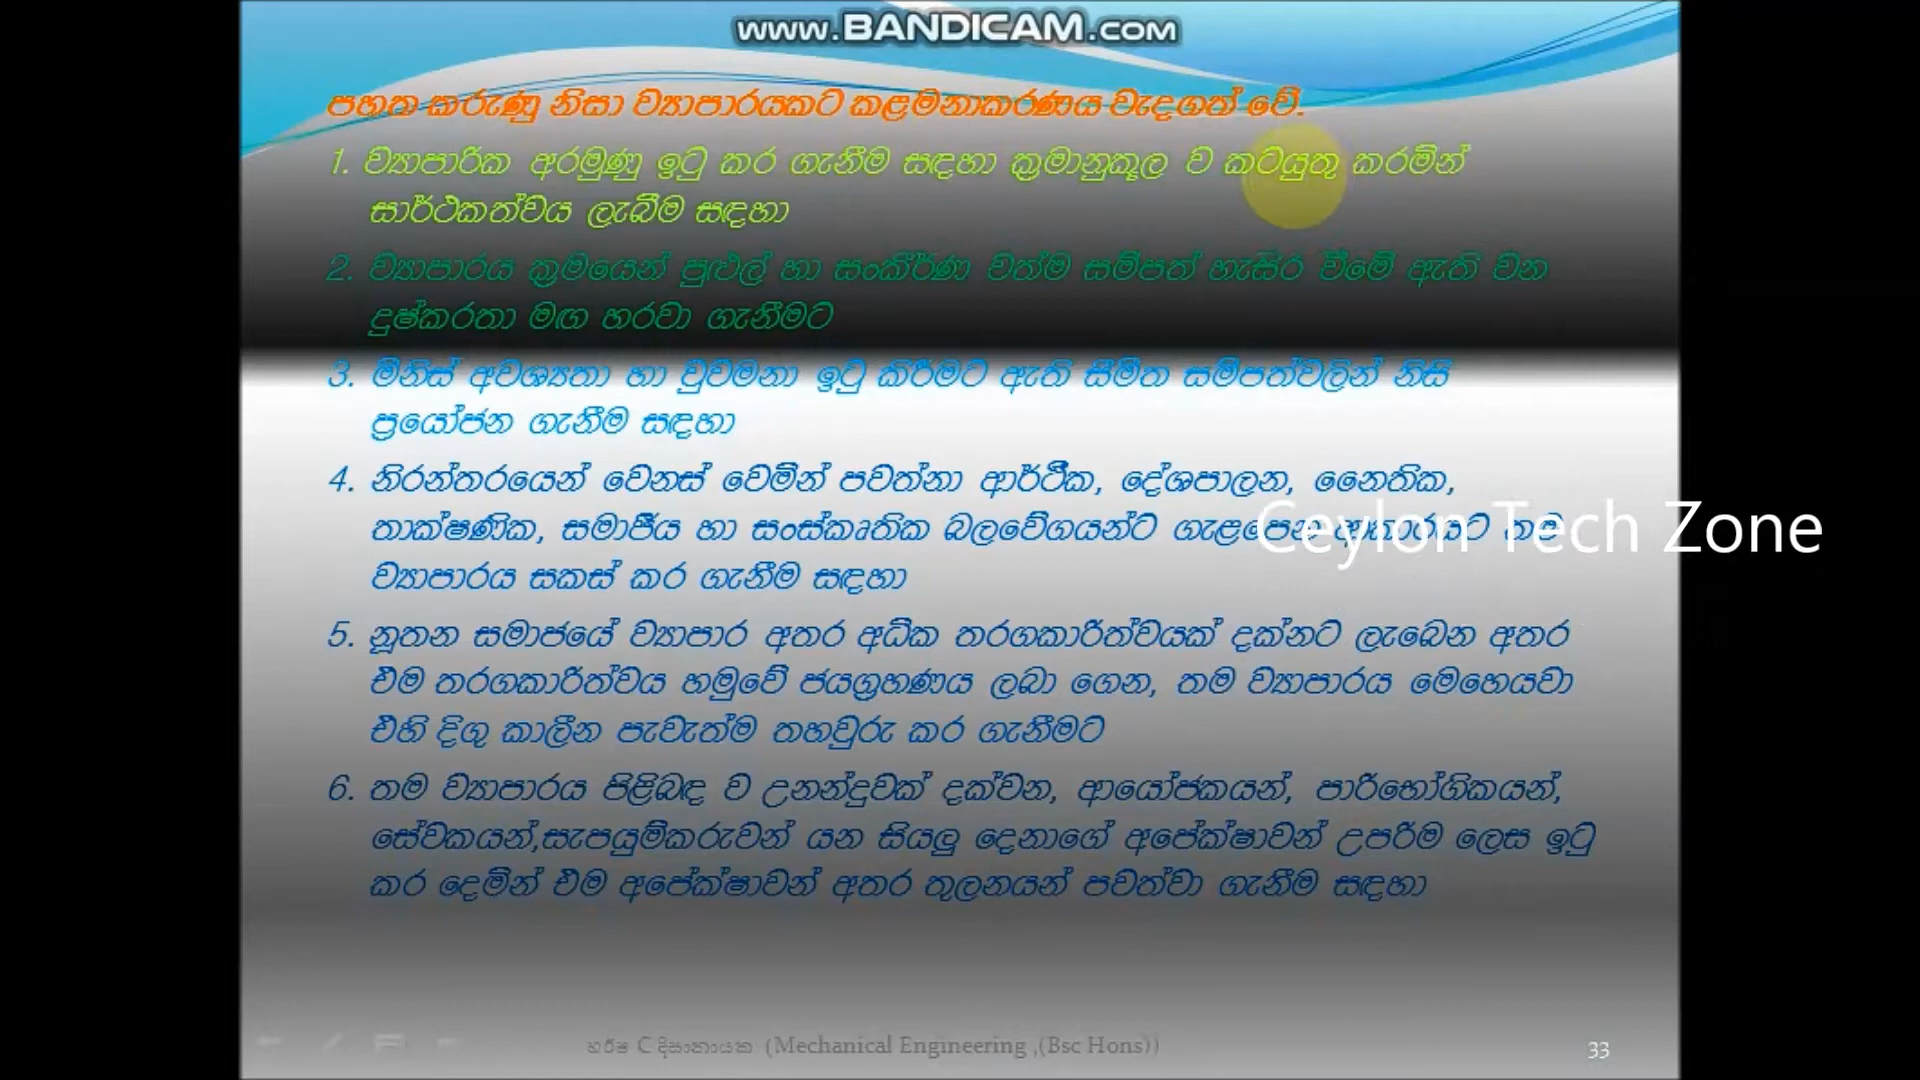 www.BANDICAM.com
පහත කරුණු නිසා ව්‍යාපාරයකට කළමනාකරණය වැදගත් වේ.
1. ව්‍යාපාරික අරමුණු ඉටු කර ගැනීම සඳහා ක්‍රමානුකූල ව කටයුතු කරමින්
සාර්ථකත්වය ලැබීම සඳහා
2. ව්‍යාපාරය ක්‍රමයෙන් පුළුල් හා සංකීර්ණ වත්ම සම්පත් හැසිර වීමේ ඇති වන
දුෂ්කරතා මඟ හරවා ගැනීමට
3. මිනිස් අවශ්‍යතා හා වුවමනා ඉටු කිරීමට ඇති සීමිත සම්පත්වලින් නිසි
ප්‍රයෝජන ගැනීම සඳහා
4. නිරන්තරයෙන් වෙනස් වෙමින් පවත්නා ආර්ථික, දේශපාලන, නෛතික,
තාක්ෂණික, සමාජීය හා සංස්කෘතික බලවේගයන්ට ගැළපෙන ආකාරයට තම
Ceylon Tech Zone
ව්‍යාපාරය සකස් කර ගැනීම සඳහා
5. නූතන සමාජයේ ව්‍යාපාර අතර අධික තරගකාරිත්වයක් දක්නට ලැබෙන අතර
එම තරගකාරිත්වය හමුවේ ජයග්‍රහණය ලබා ගෙන, තම ව්‍යාපාරය මෙහෙයවා
එහි දිගු කාලීන පැවැත්ම තහවුරු කර ගැනීමට
6. තම ව්‍යාපාරය පිළිබඳ ව උනන්දුවක් දක්වන, ආයෝජකයන්, පාරිභෝගිකයන්,
සේවකයන්,සැපයුම්කරුවන් යන සියලු දෙනාගේ අපේක්ෂාවන් උපරිම ලෙස ඉටු
කර දෙමින් එම අපේක්ෂාවන් අතර තුලනයන් පවත්වා ගැනීම සඳහා
හර්ෂ C දිසානායක (Mechanical Engineering ,(Bsc Hons))
33